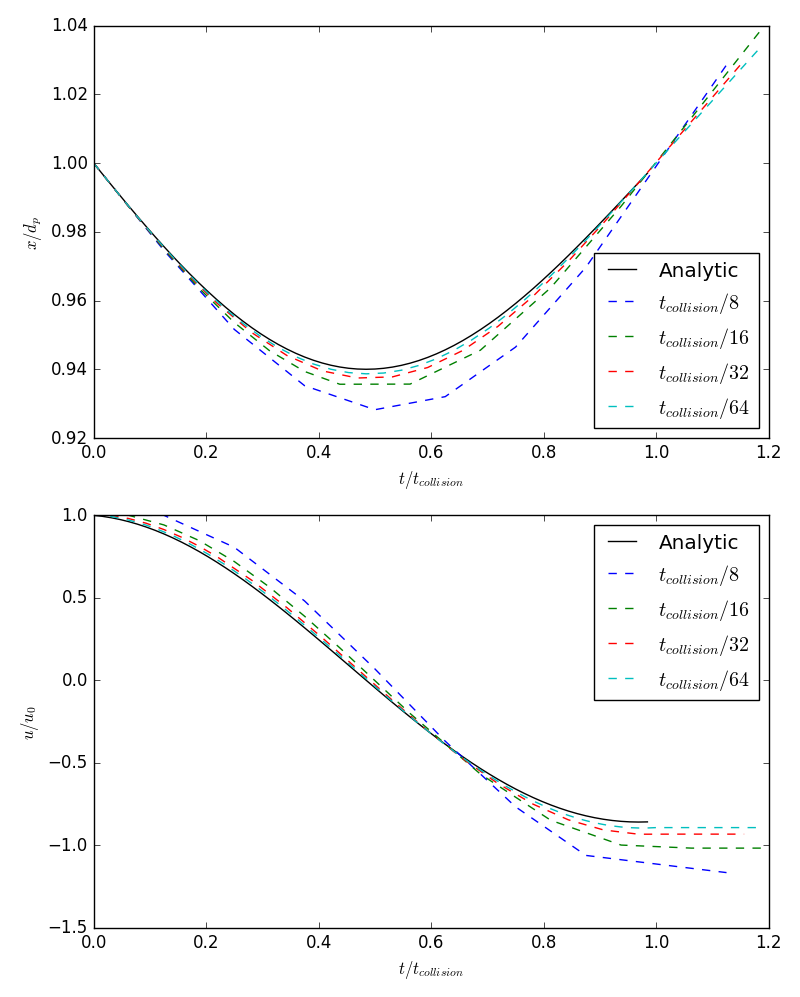 1.04
1.02
1.00
0.98
0.96
0.94
0.92
x/d_p
Analytic
t_collision/8
t_collision/16
t_collision/32
t_collision/64
0.0 0.2 0.4 0.6 0.8 1.0 1.2
t/t_collision
1.0
0.5
0.0
−0.5
−1.0
−1.5
u/u_0
Analytic
t_collision/8
t_collision/16
t_collision/32
t_collision/64
0.0 0.2 0.4 0.6 0.8 1.0 1.2
t/t_collision